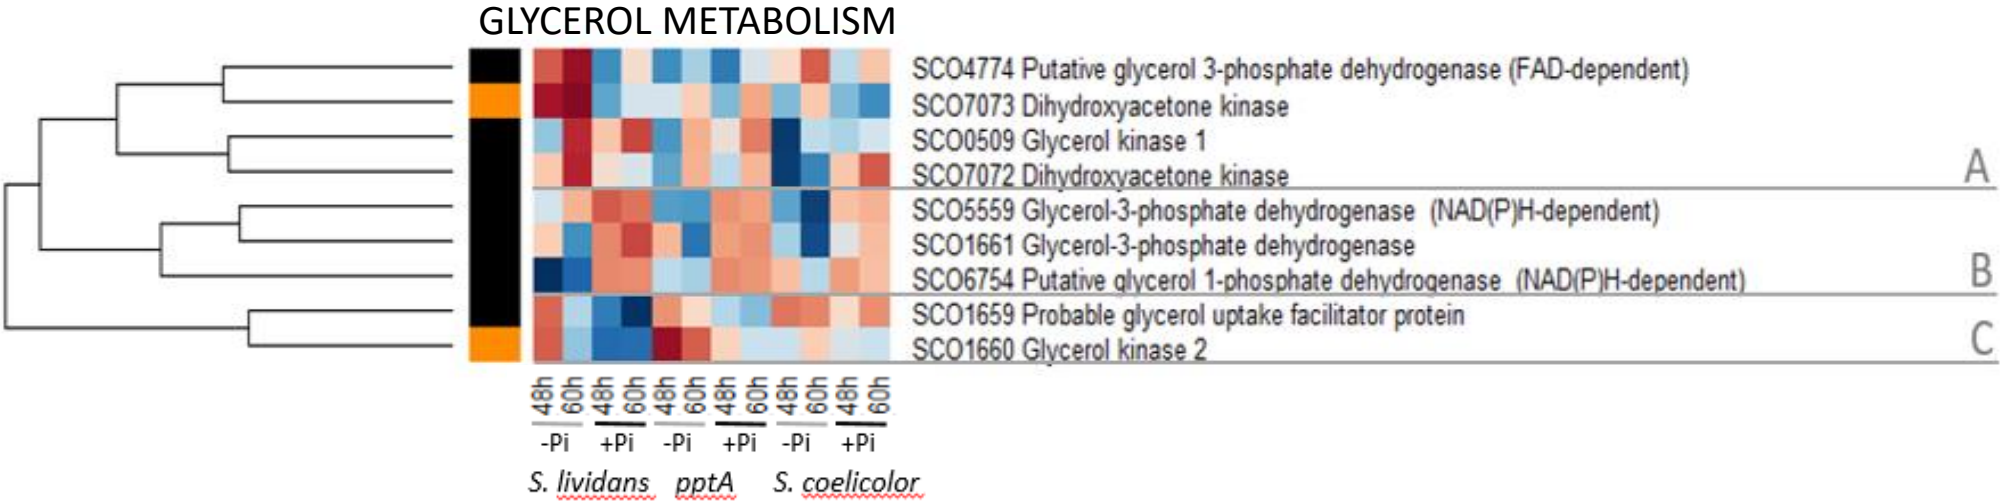 GLYCEROL METABOLISM
SCO4774 Putative glycerol 3-phosphate dehydrogenase (FAD-dependent)
SCO7073 Dihydroxyacetone kinase
SCO0509 Glycerol kinase 1
SCO7072 Dihydroxyacetone kinase
A
SCO5559 Glycerol-3-phosphate dehydrogenase (NAD(P)H-dependent)
SCO1661 Glycerol-3-phosphate dehydrogenase
SCO6754 Putative glycerol 1-phosphate dehydrogenase (NAD(P)H-dependent)
B
SCO1659 Probable glycerol uptake facilitator protein
SCO1660 Glycerol kinase 2
C
48h 60h 48h 60h 48h 60h 48h 60h 48h 60h 48h 60h
-Pi +Pi -Pi +Pi -Pi +Pi
S. lividans pptA S. coelicolor